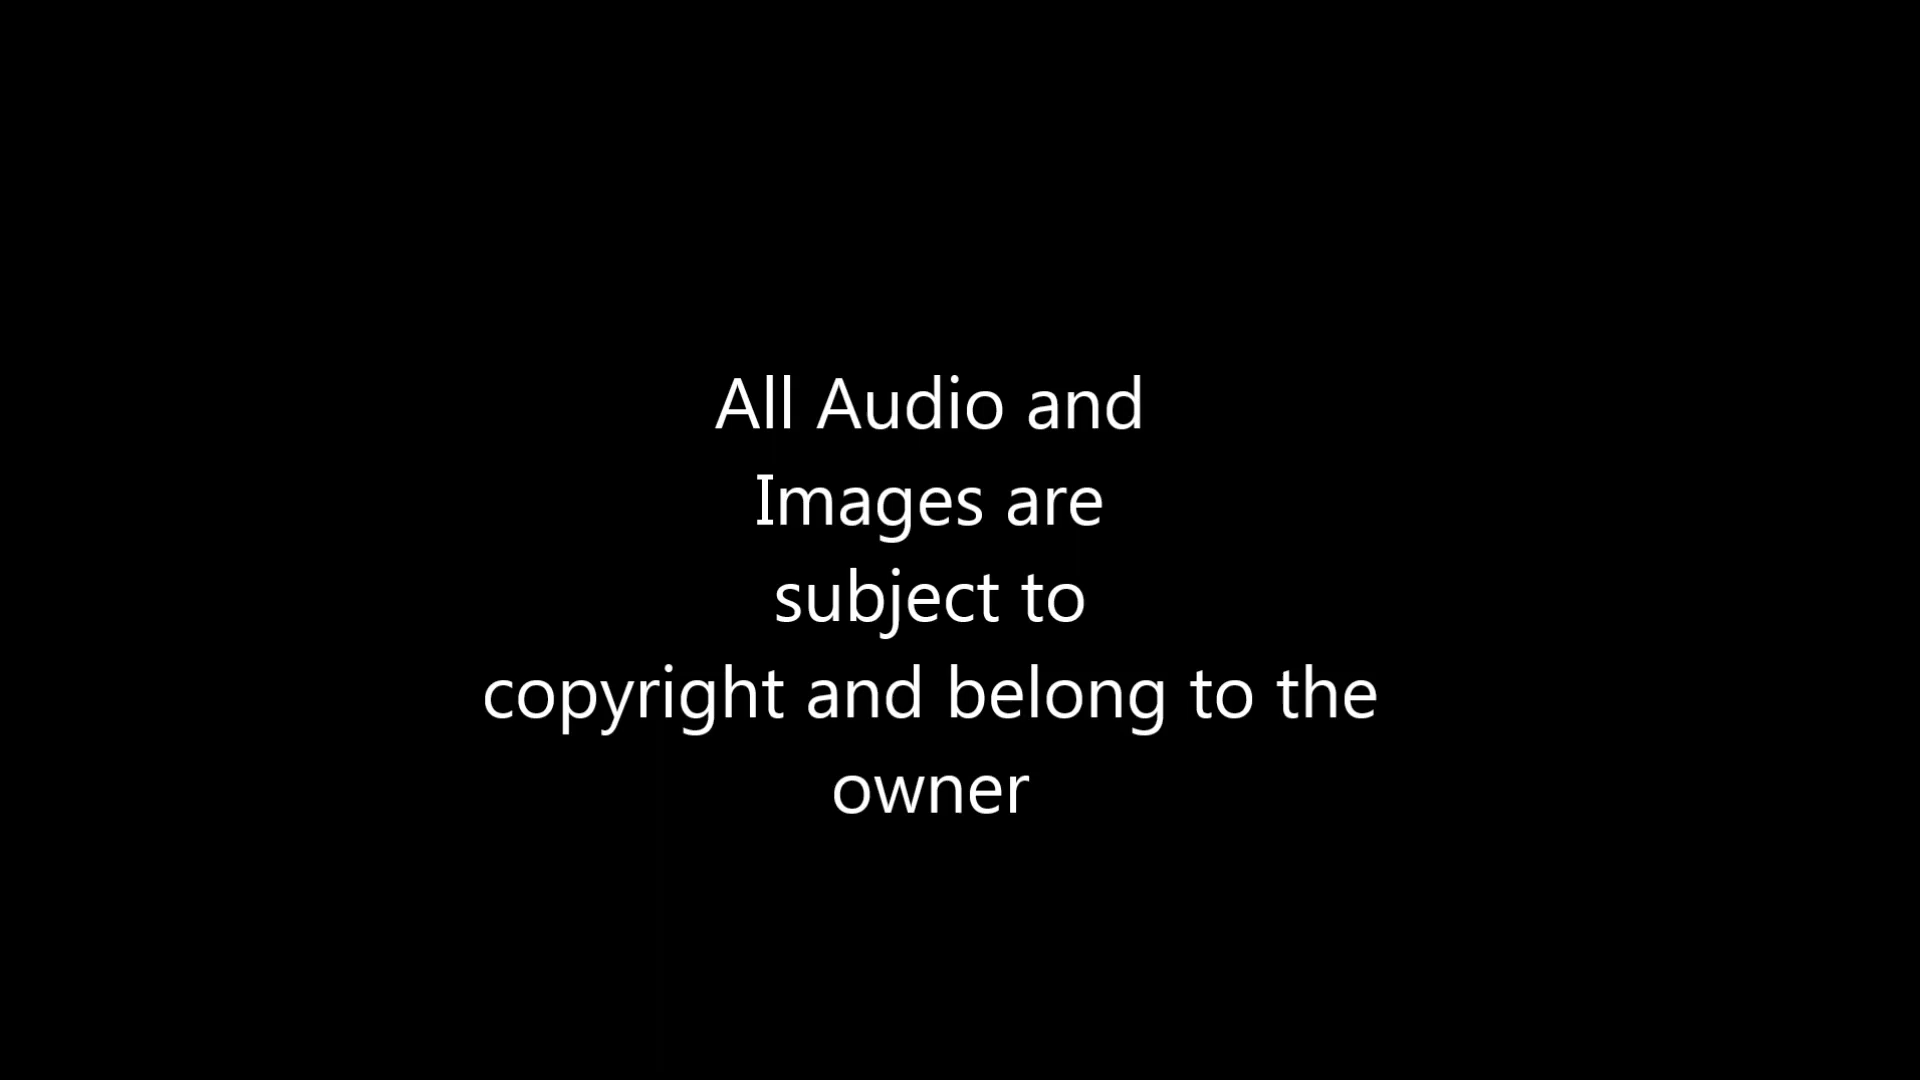 All Audio and
Images are
subject to
copyright and belong to the
owner